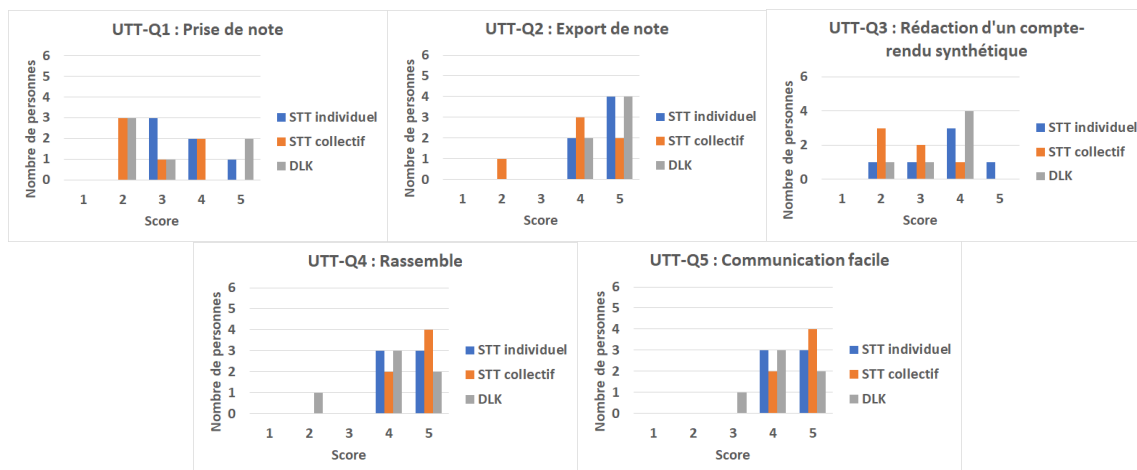 UTT-Q1 : Prise de note
Nombre de personnes
6
5
4
3
2
1
0
1 2 3 4 5
Score
STT individuel
STT collectif
DLK
UTT-Q2 : Export de note
Nombre de personnes
6
5
4
3
2
1
0
1 2 3 4 5
Score
STT individuel
STT collectif
DLK
UTT-Q3 : Rédaction d'un compte-
rendu synthétique
Nombre de personnes
6
4
2
0
1 2 3 4 5
Score
STT individuel
STT collectif
DLK
UTT-Q4 : Rassemble
Nombre de personnes
6
5
4
3
2
1
0
1 2 3 4 5
Score
STT individuel
STT collectif
DLK
UTT-Q5 : Communication facile
Nombre de personnes
6
5
4
3
2
1
0
1 2 3 4 5
Score
STT individuel
STT collectif
DLK